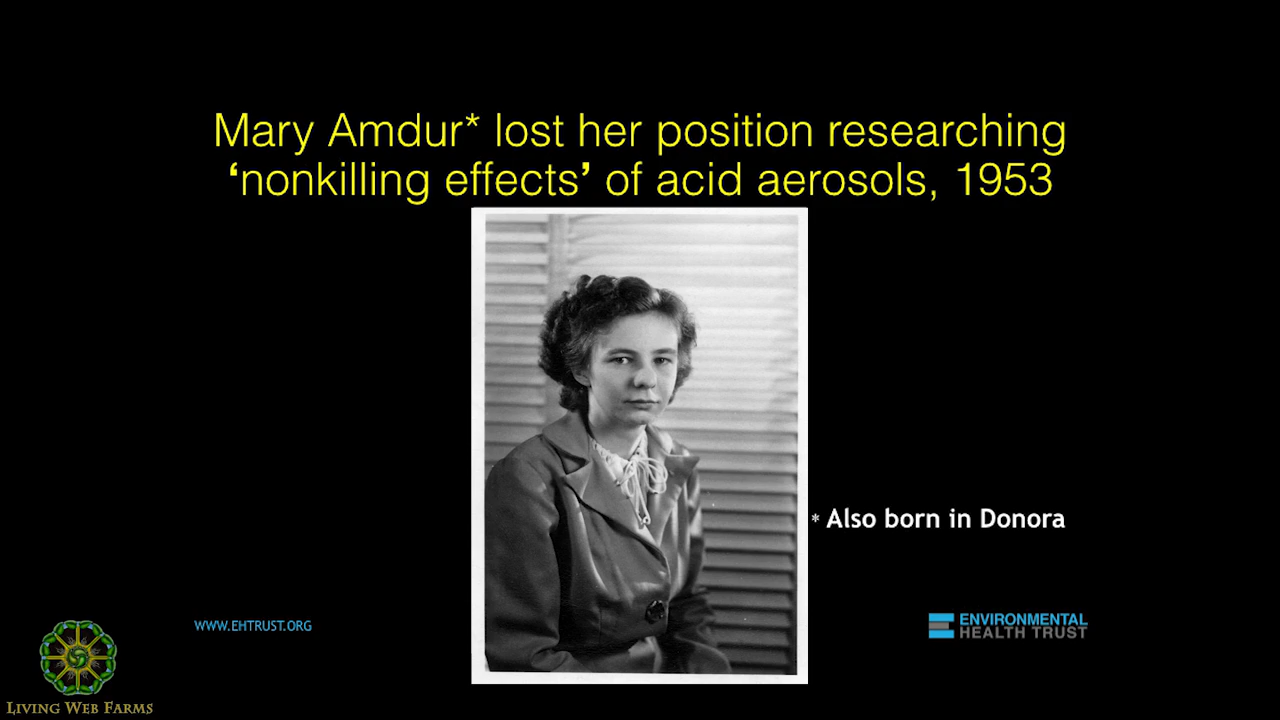 Mary Amdur* lost her position researching
‘nonkilling effects’ of acid aerosols, 1953
* Also born in Donora
WWW.EHTRUST.ORG
ENVIRONMENTAL
HEALTH TRUST
LIVING WEB FARMS